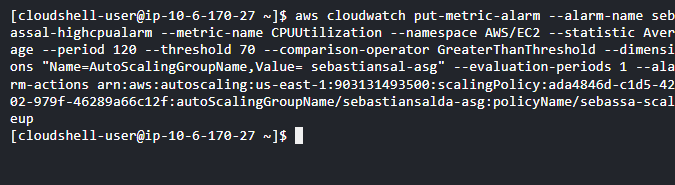 [cloudshell-user@ip-10-6-170-27 ~]$ aws cloudwatch put-metric-alarm --alarm-name seb
assal-highcpualarm --metric-name CPUUtilization --namespace AWS/EC2 --statistic Aver
age --period 120 --threshold 70 --comparison-operator GreaterThanThreshold --dimensi
ons "Name=AutoScalingGroupName,Value= sebastiansal-asg" --evaluation-periods 1 --ala
rm-actions arn:aws:autoscaling:us-east-1:903131493500:scalingPolicy:ada4846d-c1d5-42
02-979f-46289a66c12f:autoScalingGroupName/sebastiansalda-asg:policyName/sebassa-scal
eup
[cloudshell-user@ip-10-6-170-27 ~]$